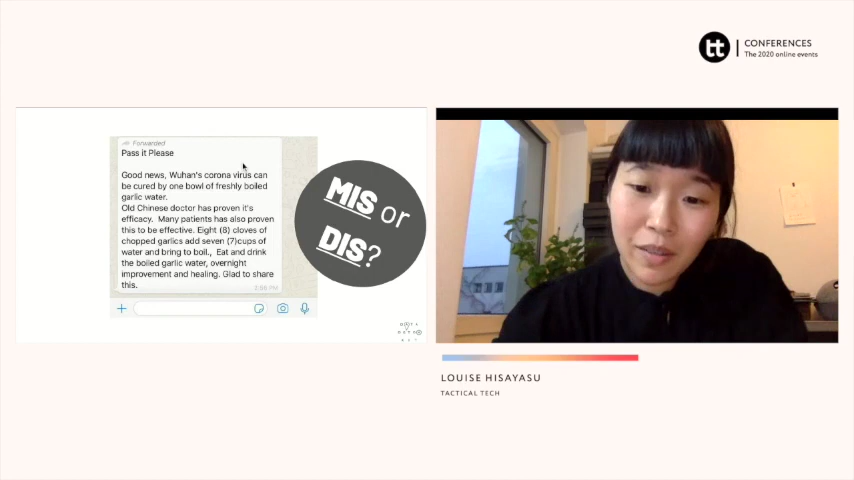 tt
CONFERENCES
The 2020 online events
Forwarded
Pass it Please
Good news, Wuhan's corona virus can
be cured by one bowl of freshly boiled
garlic water.
Old Chinese doctor has proven it's
efficacy. Many patients has also proven
this to be effective. Eight (8) cloves of
chopped garlics add seven (7)cups of
water and bring to boil., Eat and drink
the boiled garlic water, overnight
improvement and healing. Glad to share
this.
MIS or
DIS?
LOUISE HISAYASU
TACTICAL TECH